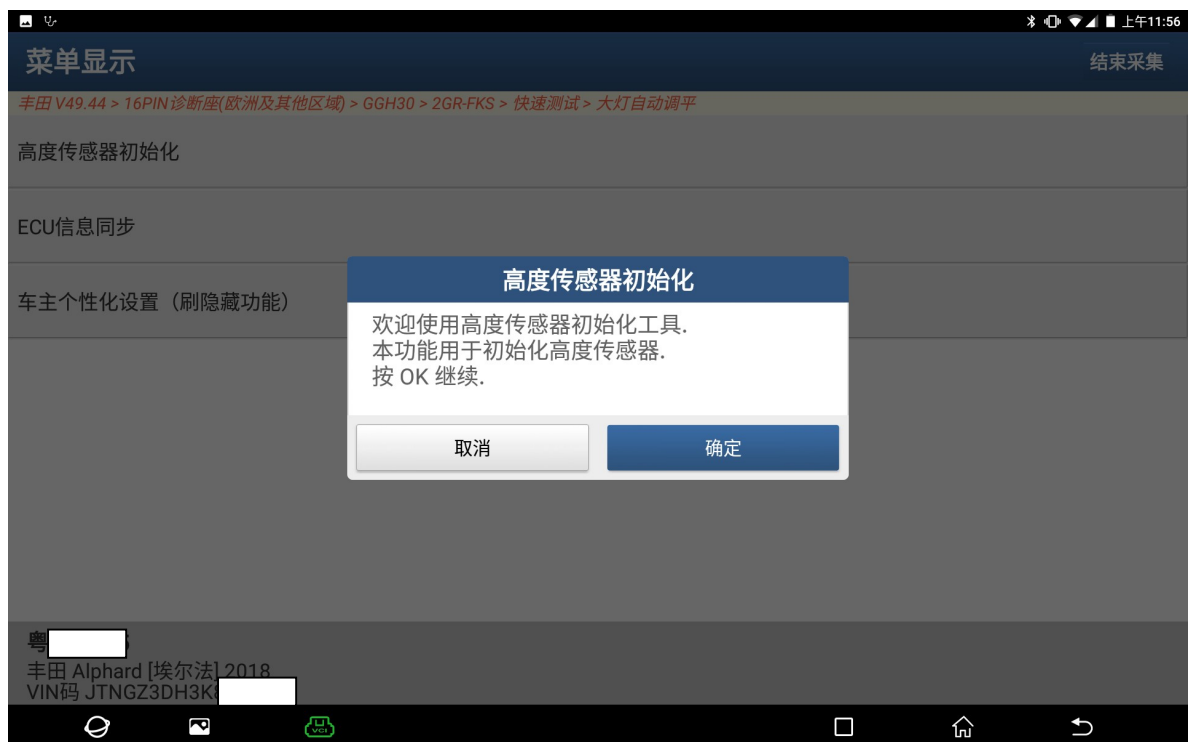 上午11:56
菜单显示
结束采集
丰田 V49.44 > 16PIN诊断座(欧洲及其他区域) > GGH30 > 2GR-FKS > 快速测试 > 大灯自动调平
高度传感器初始化
ECU信息同步
车主个性化设置（刷隐藏功能）
高度传感器初始化
欢迎使用高度传感器初始化工具.
本功能用于初始化高度传感器.
按 OK 继续.
取消
确定
粤
丰田 Alphard [埃尔法] 2018
VIN码 JTNGZ3DH3K
VCI